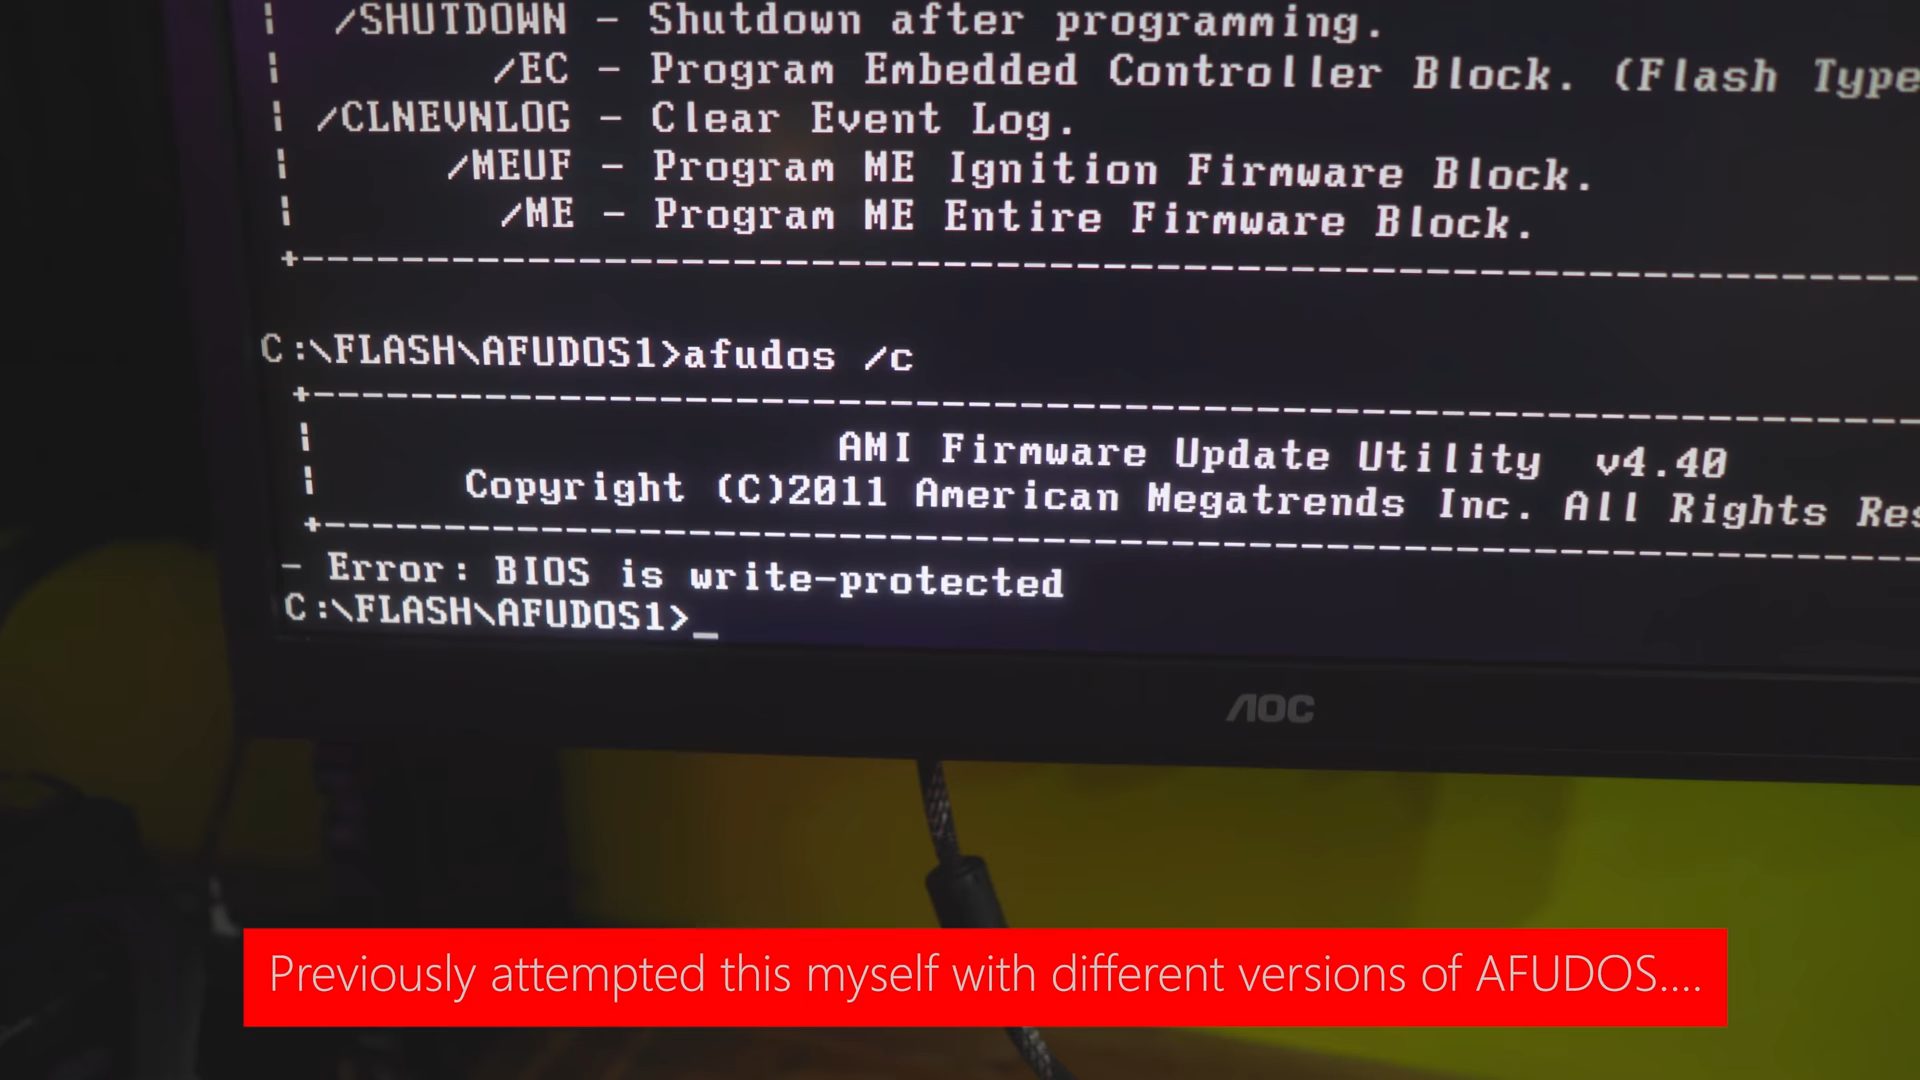 /SHUTDOWN - Shutdown after programming.
/EC - Program Embedded Controller Block. (Flash Type
/CLNEVNLOG - Clear Event Log.
/MEUF - Program ME Ignition Firmware Block.
/ME - Program ME Entire Firmware Block.
C:\FLASH\AFUDOS1>afudos /c
AMI Firmware Update Utility v4.40
Copyright (C)2011 American Megatrends Inc. All Rights Res
- Error: BIOS is write-protected
C:\FLASH\AFUDOS1>_
AOC
Previously attempted this myself with different versions of AFUDOS....